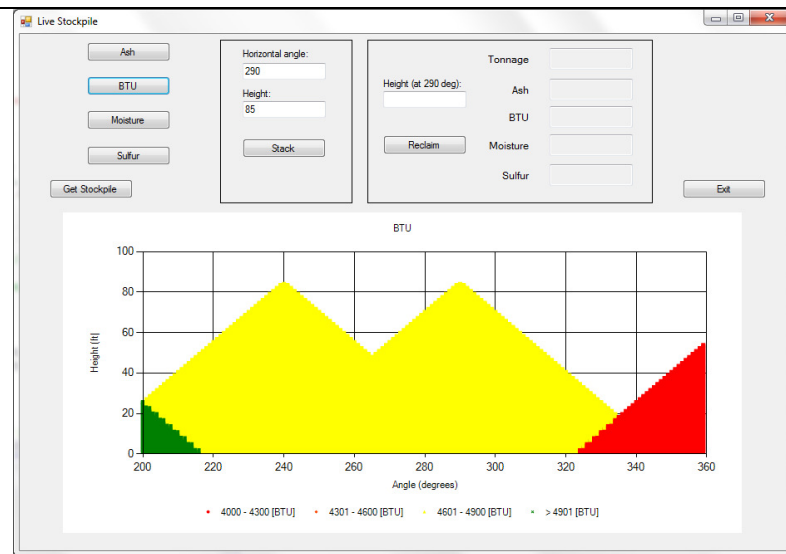 Live Stockpile
Ash
BTU
Moisture
Sulfur
Get Stockpile
Horizontal angle:
290
Height:
85
Stack
Height (at 290 deg):
Reclaim
Tonnage
Ash
BTU
Moisture
Sulfur
Exit
BTU
100
80
60
40
20
0
Height (ft)
200 220 240 260 280 300 320 340 360
Angle (degrees)
4000 - 4300 [BTU] 4301 - 4600 [BTU] 4601 - 4900 [BTU] > 4901 [BTU]